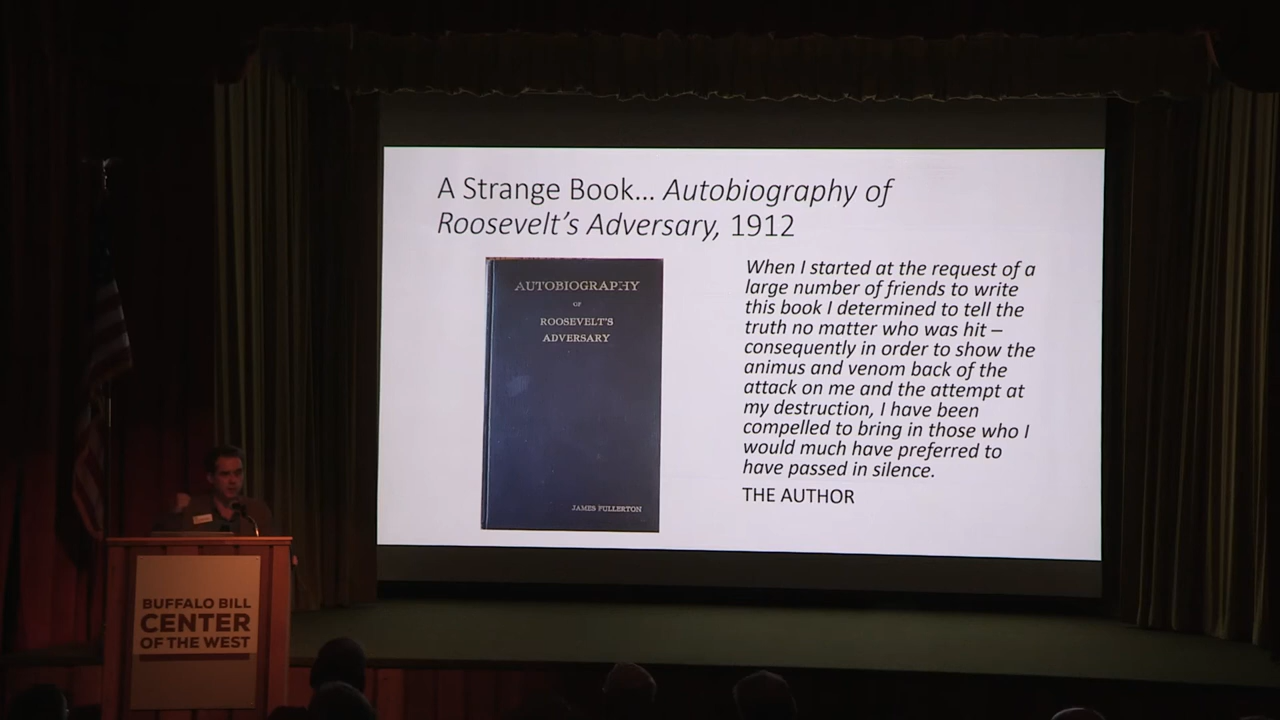 A Strange Book... Autobiography of
Roosevelt's Adversary, 1912
AUTOBIOGRAPHY
OF
ROOSEVELT'S
ADVERSARY
JAMES FULLERTON
When I started at the request of a
large number of friends to write
this book I determined to tell the
truth no matter who was hit –
consequently in order to show the
animus and venom back of the
attack on me and the attempt at
my destruction, I have been
compelled to bring in those who I
would much have preferred to
have passed in silence.
THE AUTHOR
BUFFALO BILL
CENTER
OF THE WEST